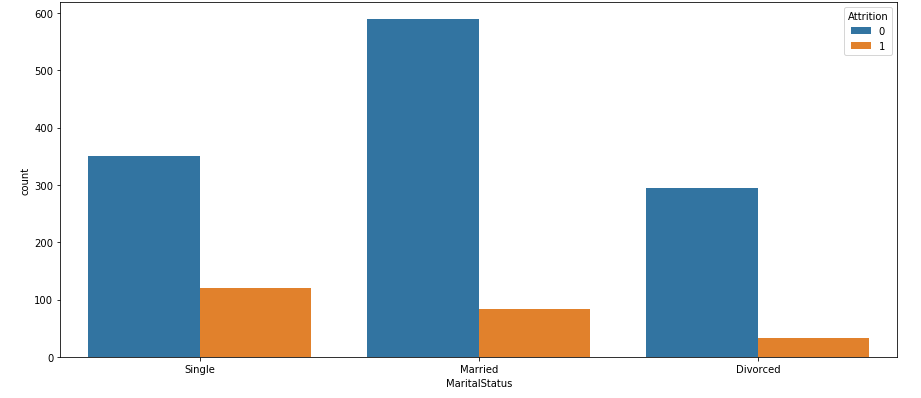 Attrition
0
1
600
500
400
300
200
100
0
count
Single Married Divorced
MaritalStatus